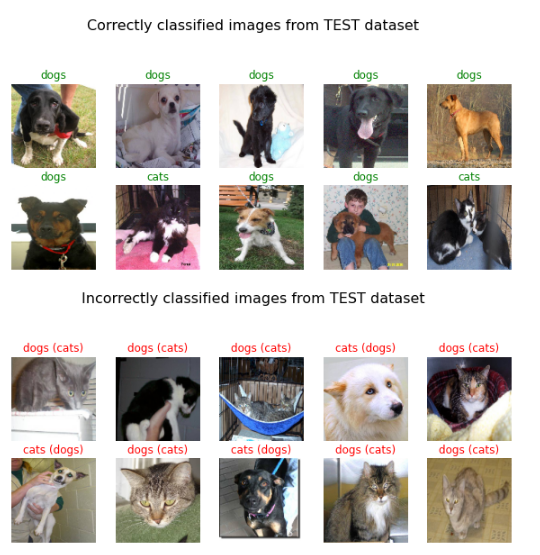 Correctly classified images from TEST dataset
dogs dogs dogs dogs dogs
dogs cats dogs dogs cats
Incorrectly classified images from TEST dataset
dogs (cats) dogs (cats) dogs (cats) cats (dogs) dogs (cats)
cats (dogs) dogs (cats) cats (dogs) dogs (cats) dogs (cats)